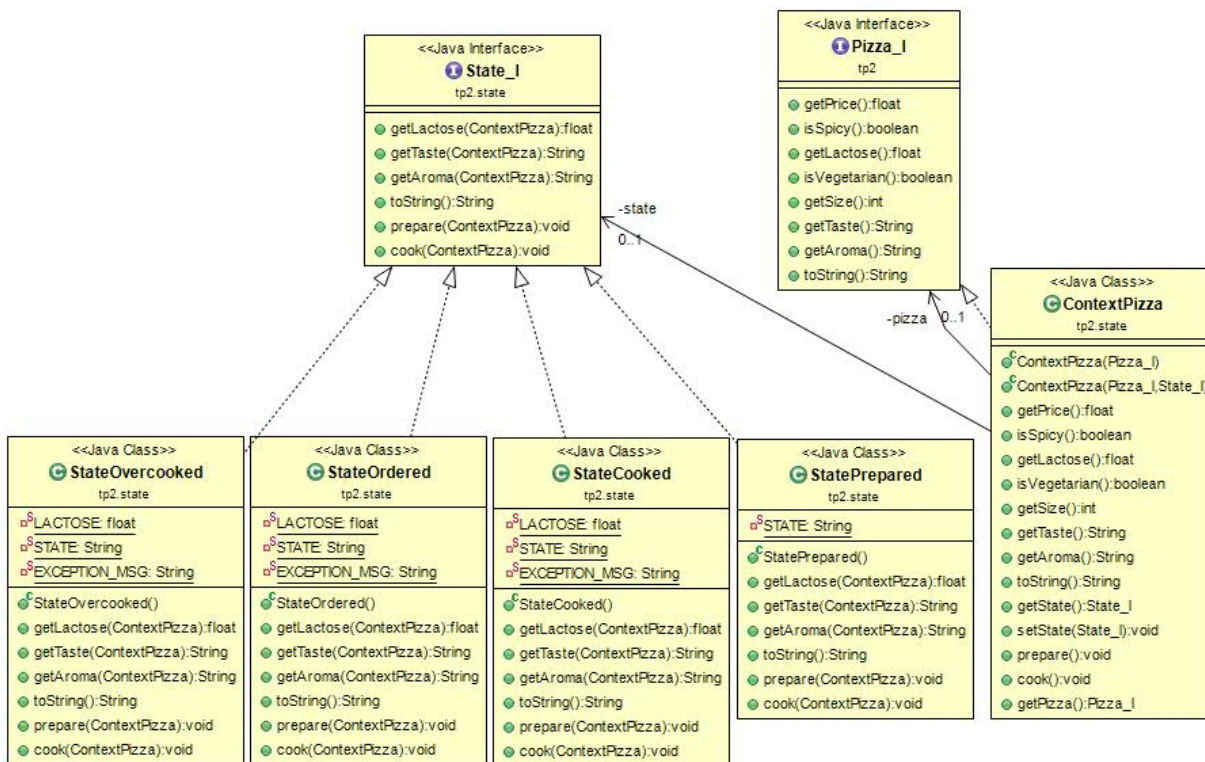 <<Java Interface>>
State_I
tp2.state
getLactose(ContextPizza):float
getTaste(ContextPizza):String
getAroma(ContextPizza):String
toString():String
prepare(ContextPizza):void
cook(ContextPizza):void
<<Java Interface>>
Pizza_I
tp2
getPrice():float
isSpicy():boolean
getLactose():float
isVegetarian():boolean
getSize():int
getTaste():String
getAroma():String
toString():String
-state
0..1
-pizza
0..1
<<Java Class>>
ContextPizza
tp2.state
ContextPizza(Pizza_I)
ContextPizza(Pizza_I,State_I)
getPrice():float
isSpicy():boolean
getLactose():float
isVegetarian():boolean
getSize():int
getTaste():String
getAroma():String
toString():String
getState():State_I
setState(State_I):void
prepare():void
cook():void
getPizza():Pizza_I
<<Java Class>>
StateOvercooked
tp2.state
LACTOSE: float
STATE: String
EXCEPTION_MSG: String
StateOvercooked()
getLactose(ContextPizza):float
getTaste(ContextPizza):String
getAroma(ContextPizza):String
toString():String
prepare(ContextPizza):void
cook(ContextPizza):void
<<Java Class>>
StateOrdered
tp2.state
LACTOSE: float
STATE: String
EXCEPTION_MSG: String
StateOrdered()
getLactose(ContextPizza):float
getTaste(ContextPizza):String
getAroma(ContextPizza):String
toString():String
prepare(ContextPizza):void
cook(ContextPizza):void
<<Java Class>>
StateCooked
tp2.state
LACTOSE: float
STATE: String
EXCEPTION_MSG: String
StateCooked()
getLactose(ContextPizza):float
getTaste(ContextPizza):String
getAroma(ContextPizza):String
toString():String
prepare(ContextPizza):void
cook(ContextPizza):void
<<Java Class>>
StatePrepared
tp2.state
STATE: String
StatePrepared()
getLactose(ContextPizza):float
getTaste(ContextPizza):String
getAroma(ContextPizza):String
toString():String
prepare(ContextPizza):void
cook(ContextPizza):void